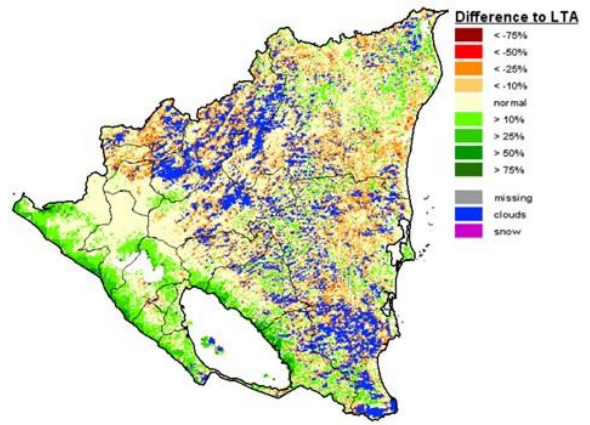 Difference to LTA
< -75%
< -50%
< -25%
< -10%
normal
> 10%
> 25%
> 50%
> 75%
missing
clouds
snow